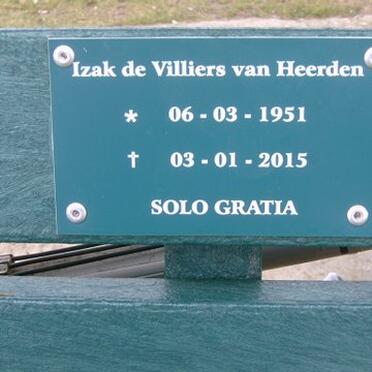 Izak de Villiers van Heerden
* 06 - 03 - 1951
† 03 - 01 - 2015
SOLO GRATIA